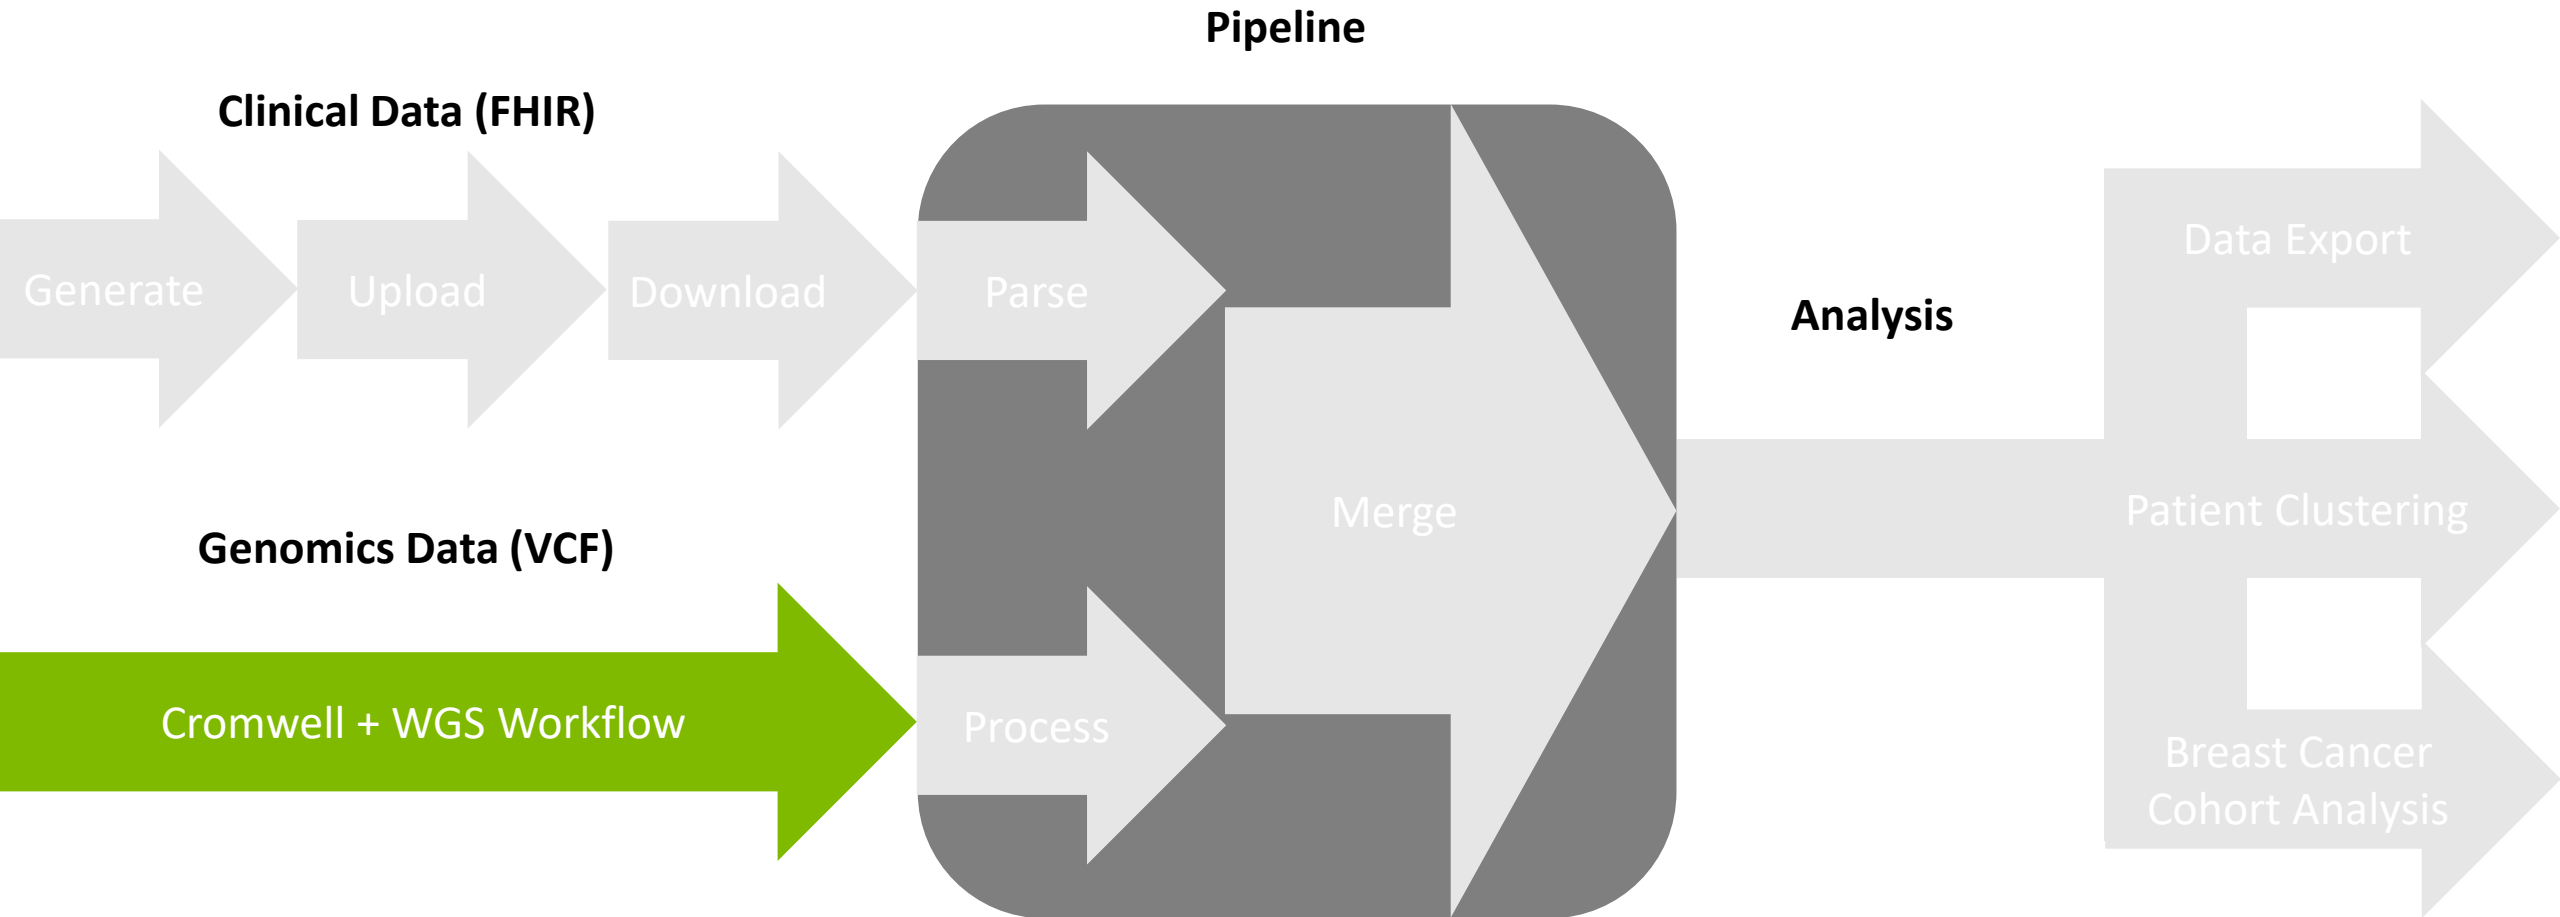 Pipeline
Clinical Data (FHIR)
Generate
Upload
Download
Parse
Genomics Data (VCF)
Cromwell + WGS Workflow
Process
Merge
Analysis
Data Export
Patient Clustering
Breast Cancer
Cohort Analysis